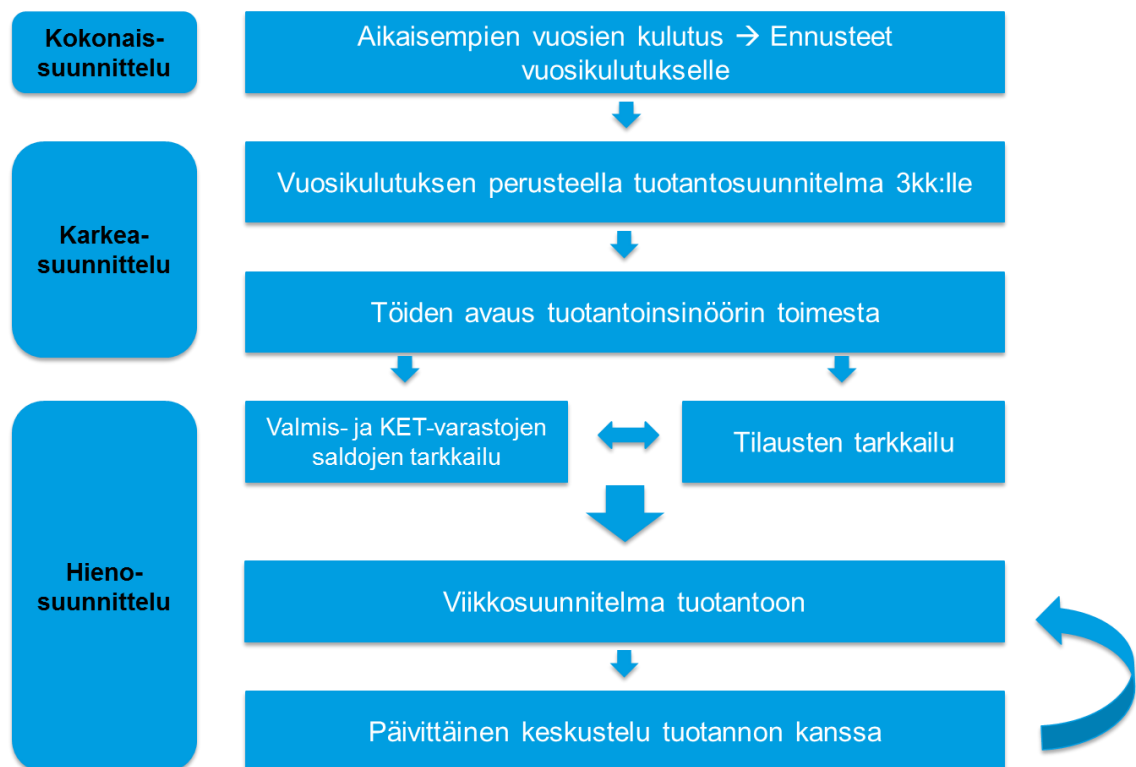 Kokonais-
suunnittelu
Aikaisempien vuosien kulutus → Ennusteet
vuosikulutukselle
Karkea-
suunnittelu
Vuosikulutuksen perusteella tuotantosuunnitelma 3kk:lle
Töiden avaus tuotantoinsinöörin toimesta
Hieno-
suunnittelu
Valmis- ja KET-varastojen
saldojen tarkkailu
Tilausten tarkkailu
Viikkosuunnitelma tuotantoon
Päivittäinen keskustelu tuotannon kanssa